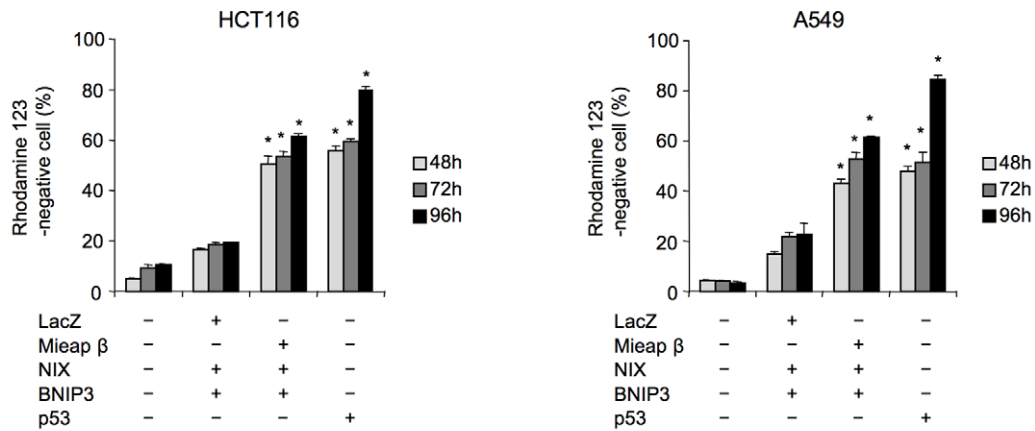 HCT116
Rhodamine 123
-negative cell (%)
100
80
60
40
20
0
* * * * * *
48h
72h
96h
LacZ – + – –
Mieap β – – + –
NIX – + + –
BNIP3 – + + –
p53 – – – +
A549
Rhodamine 123
-negative cell (%)
100
80
60
40
20
0
* * * * * *
48h
72h
96h
LacZ – + – –
Mieap β – – + –
NIX – + + –
BNIP3 – + + –
p53 – – – +